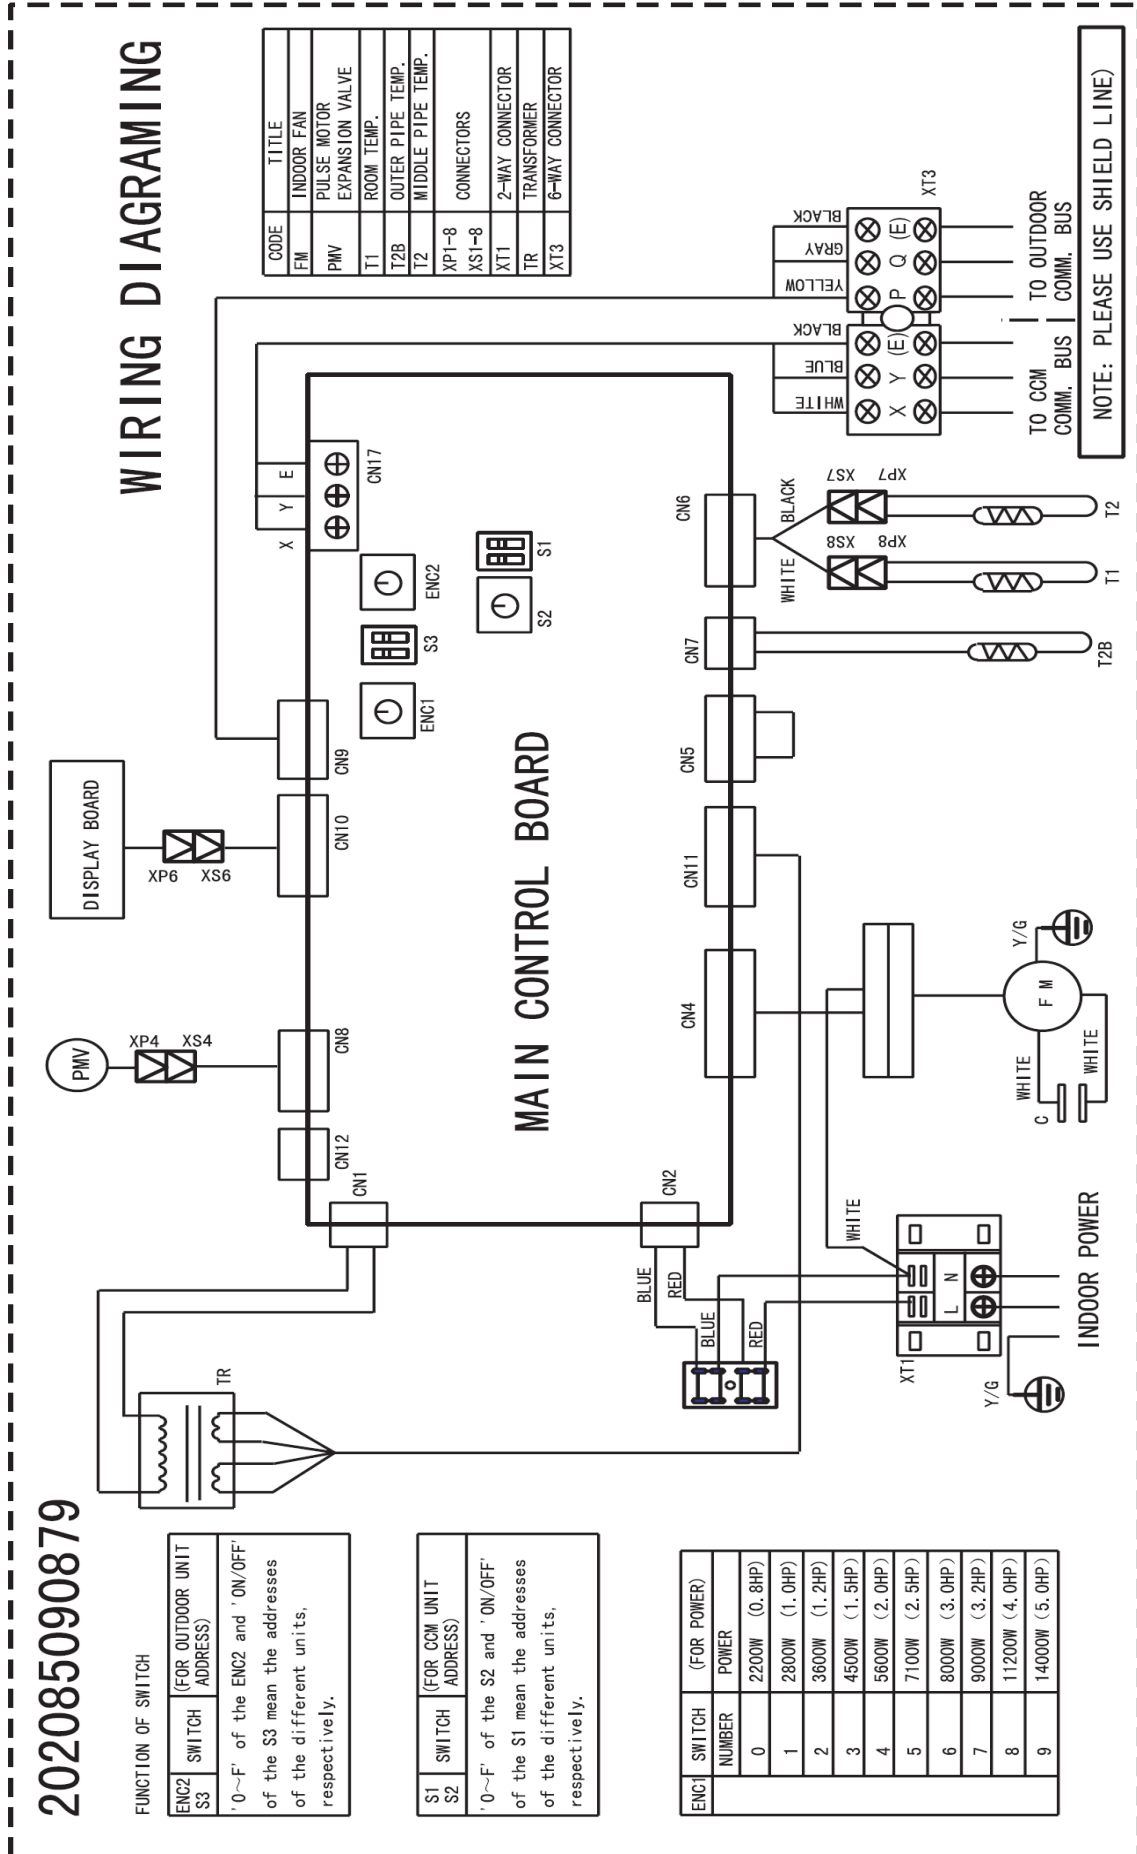 WIRING DIAGRAMING
202085090879
FUNCTION OF SWITCH
ENC2 S3 SWITCH (FOR OUTDOOR UNIT ADDRESS)
'0～F' of the ENC2 and 'ON/OFF'
of the S3 mean the addresses
of the different units,
respectively.
S1 S2 SWITCH (FOR CCM UNIT ADDRESS)
'0～F' of the S2 and 'ON/OFF'
of the S1 mean the addresses
of the different units,
respectively.
ENC1 SWITCH (FOR POWER)
NUMBER POWER
0 2200W (0.8HP)
1 2800W (1.0HP)
2 3600W (1.2HP)
3 4500W (1.5HP)
4 5600W (2.0HP)
5 7100W (2.5HP)
6 8000W (3.0HP)
7 9000W (3.2HP)
8 11200W (4.0HP)
9 14000W (5.0HP)
CODE TITLE
FM INDOOR FAN
PMV PULSE MOTOR
EXPANSION VALVE
T1 ROOM TEMP.
T2B OUTER PIPE TEMP.
T2 MIDDLE PIPE TEMP.
XP1-8
XS1-8
CONNECTORS
XT1 2-WAY CONNECTOR
TR TRANSFORMER
XT3 6-WAY CONNECTOR
PMV
XP4 XS4
DISPLAY BOARD
XP6 XS6
TR
CN1
CN12
CN8
CN10
CN9
X Y E
CN17
ENC1
S3
ENC2
S2
S1
MAIN CONTROL BOARD
CN2
CN4
CN11
CN5
CN7
CN6
BLUE
RED
BLUE
RED
WHITE
XT1
L N
Y/G
INDOOR POWER
C
WHITE
WHITE
F M
Y/G
T2B
WHITE
BLACK
XS8 XP8
XS7 XP7
T1
T2
WHITE
BLUE
BLACK
YELLOW
GRAY
BLACK
X Y (E) P Q (E)
XT3
TO CCM
COMM. BUS
TO OUTDOOR
COMM. BUS
NOTE: PLEASE USE SHIELD LINE)